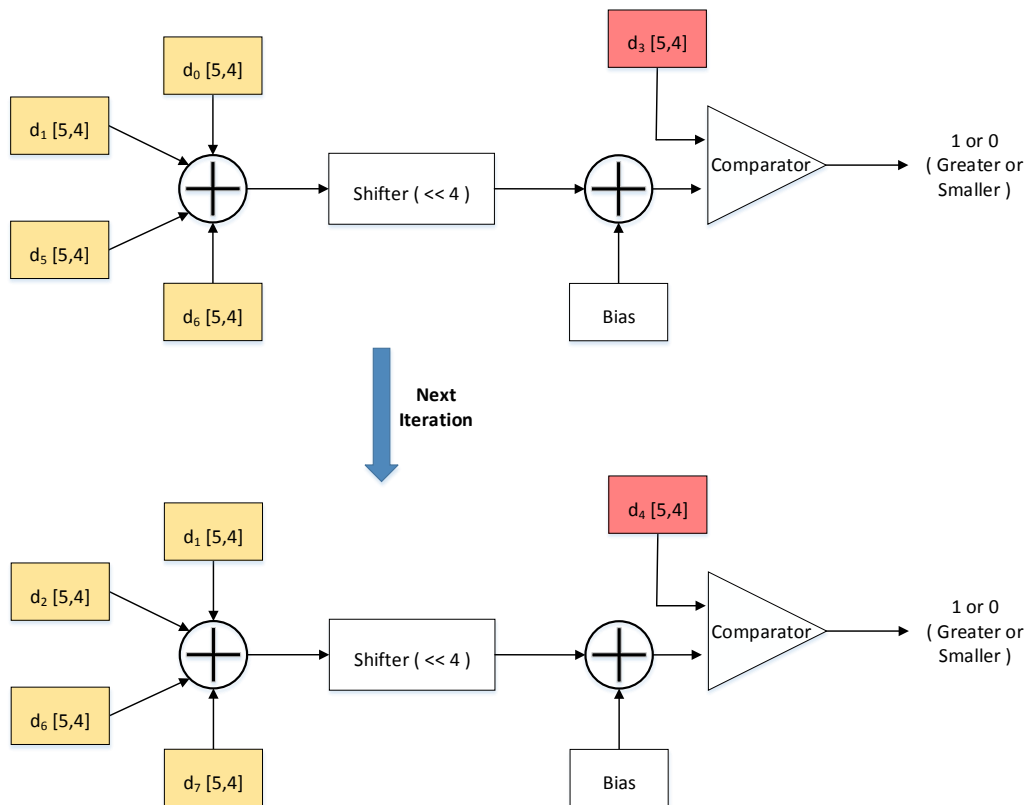 d₀ [5,4]
d₃ [5,4]
d₁ [5,4]
Comparator
1 or 0
( Greater or
Smaller )
Shifter ( << 4 )
d₅ [5,4]
d₆ [5,4]
Bias
Next
Iteration
d₁ [5,4]
d₄ [5,4]
d₂ [5,4]
Comparator
1 or 0
( Greater or
Smaller )
Shifter ( << 4 )
d₆ [5,4]
d₇ [5,4]
Bias